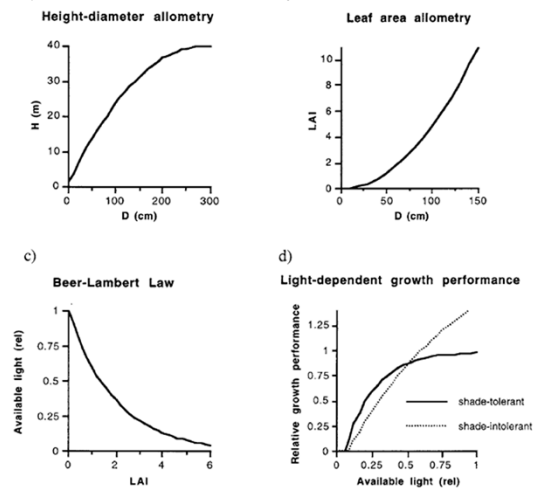 Height-diameter allometry
Leaf area allometry
40
30
20
10
0
H (m)
0
100
200
300
D (cm)
10
8
6
4
2
0
LAI
0
50
100
150
D (cm)
c)
d)
Beer-Lambert Law
Light-dependent growth performance
1
0.75
0.5
0.25
0
Available light (rel)
0
2
4
6
LAI
1.25
1
0.75
0.5
0.25
0
Relative growth performance
shade-tolerant
shade-intolerant
0
0.25
0.5
0.75
1
Available light (rel)